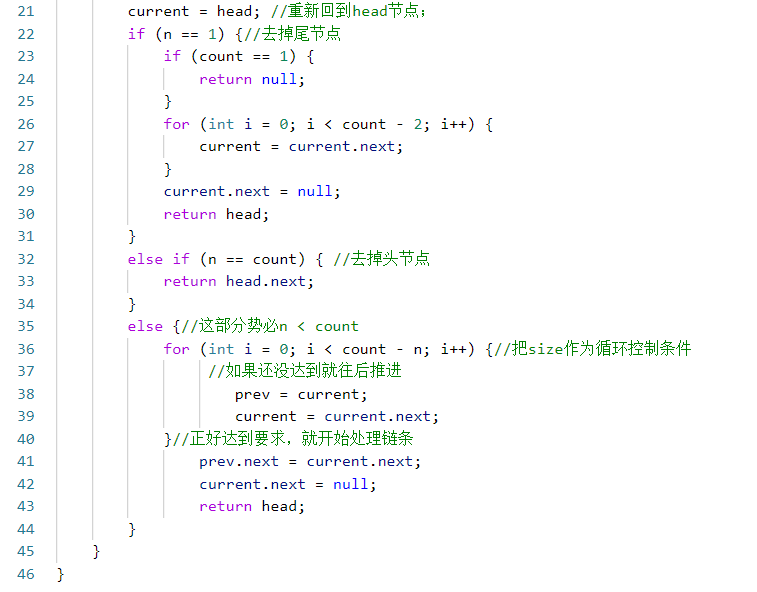 21 current = head; //重新回到head节点；
22 if (n == 1) {//去掉尾节点
23 if (count == 1) {
24 return null;
25 }
26 for (int i = 0; i < count - 2; i++) {
27 current = current.next;
28 }
29 current.next = null;
30 return head;
31 }
32 else if (n == count) { //去掉头节点
33 return head.next;
34 }
35 else {//这部分势必n < count
36 for (int i = 0; i < count - n; i++) {//把size作为循环控制条件
37 //如果还没达到就往后推进
38 prev = current;
39 current = current.next;
40 }//正好达到要求，就开始处理链条
41 prev.next = current.next;
42 current.next = null;
43 return head;
44 }
45 }
46 }